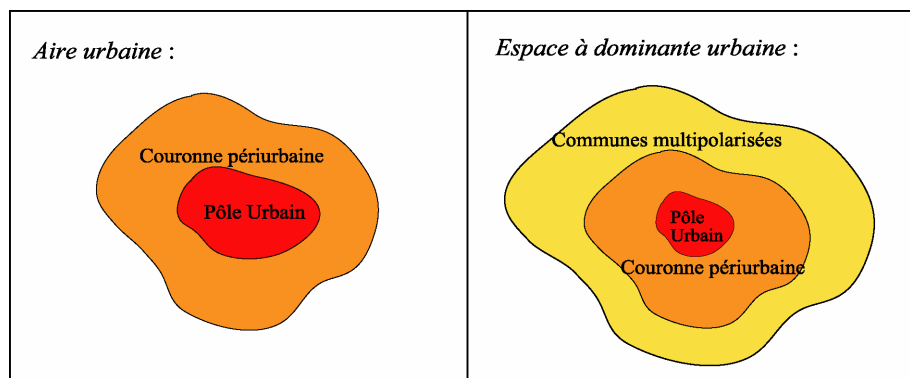 Aire urbaine :
Couronne périurbaine
Pôle Urbain
Espace à dominante urbaine :
Communes multipolarisées
Pôle
Urbain
Couronne périurbaine